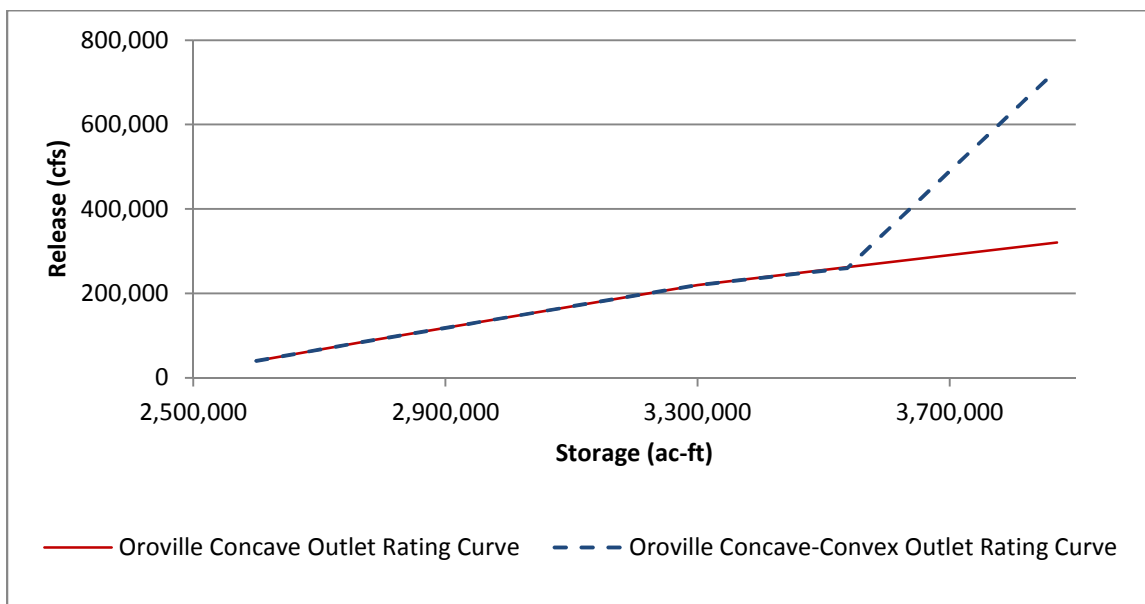 800,000
600,000
400,000
200,000
0
Release (cfs)
2,500,000 2,900,000 3,300,000 3,700,000
Storage (ac-ft)
Oroville Concave Outlet Rating Curve Oroville Concave-Convex Outlet Rating Curve